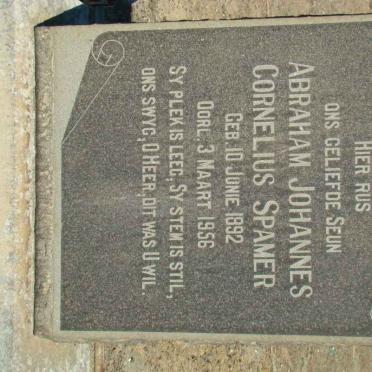 HIER RUS
ONS GELIEFDE SEUN
ABRAHAM JOHANNES
CORNELIUS SPAMER
GEB. 10 JUNE 1892
OORL. 3 MAART 1956
SY PLEK IS LEEG, SY STEM IS STIL,
ONS SWYG, O HEER, DIT WAS U WIL.